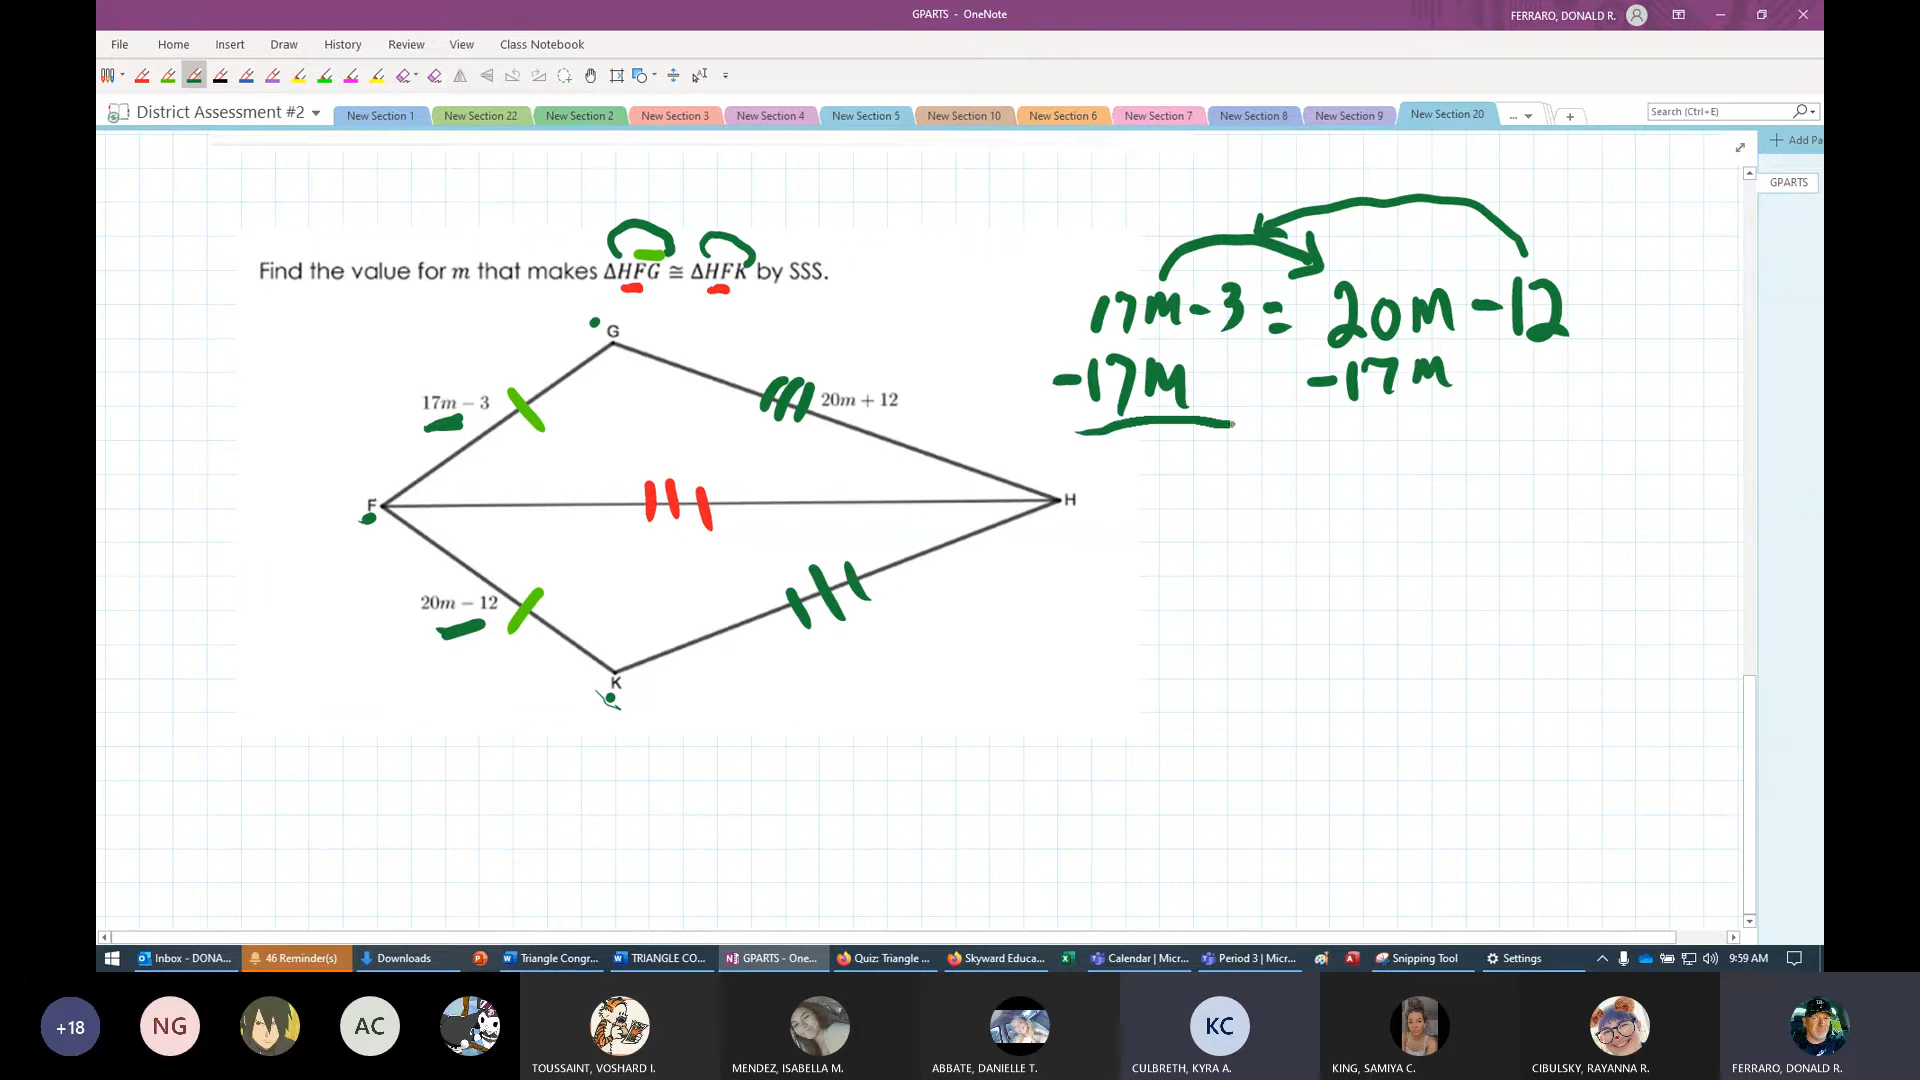 GPARTS - OneNote
FERRARO, DONALD R.
File Home Insert Draw History Review View Class Notebook
District Assessment #2
New Section 1 New Section 22 New Section 2 New Section 3 New Section 4 New Section 5 New Section 10 New Section 6 New Section 7 New Section 8 New Section 9 New Section 20 ...
Search (Ctrl+E)
Add Pa
GPARTS
Find the value for m that makes ΔHFG ≅ ΔHFK by SSS.
17m - 3 = 20m - 12
-17m -17m
G
17m − 3
20m + 12
F
H
20m − 12
K
Inbox - DONA...
46 Reminder(s)
Downloads
Triangle Congr...
TRIANGLE CO...
GPARTS - One...
Quiz: Triangle ...
Skyward Educa...
Calendar | Micr...
Period 3 | Micr...
Snipping Tool
Settings
9:59 AM
+18
NG
AC
KC
TOUSSAINT, VOSHARD I.
MENDEZ, ISABELLA M.
ABBATE, DANIELLE T.
CULBRETH, KYRA A.
KING, SAMIYA C.
CIBULSKY, RAYANNA R.
FERRARO, DONALD R.